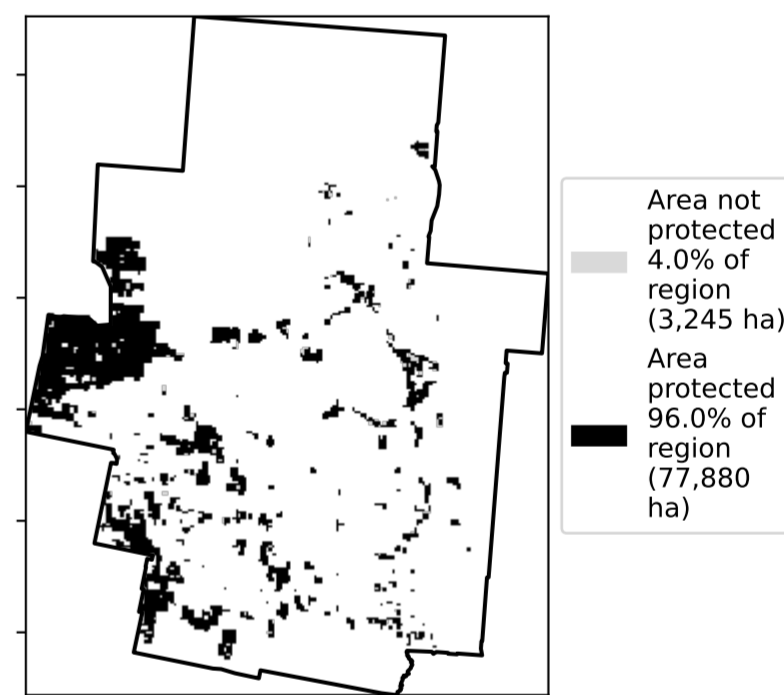 Area not
protected
4.0% of
region
(3,245 ha)
Area
protected
96.0% of
region
(77,880
ha)